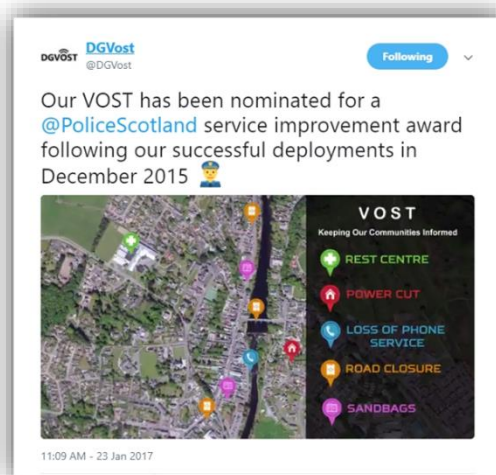 DGVOST
DGVost
@DGVost
Following
Our VOST has been nominated for a
@PoliceScotland service improvement award
following our successful deployments in
December 2015
VOST
Keeping Our Communities Informed
REST CENTRE
POWER CUT
LOSS OF PHONE
SERVICE
ROAD CLOSURE
SANDBAGS
11:09 AM - 23 Jan 2017